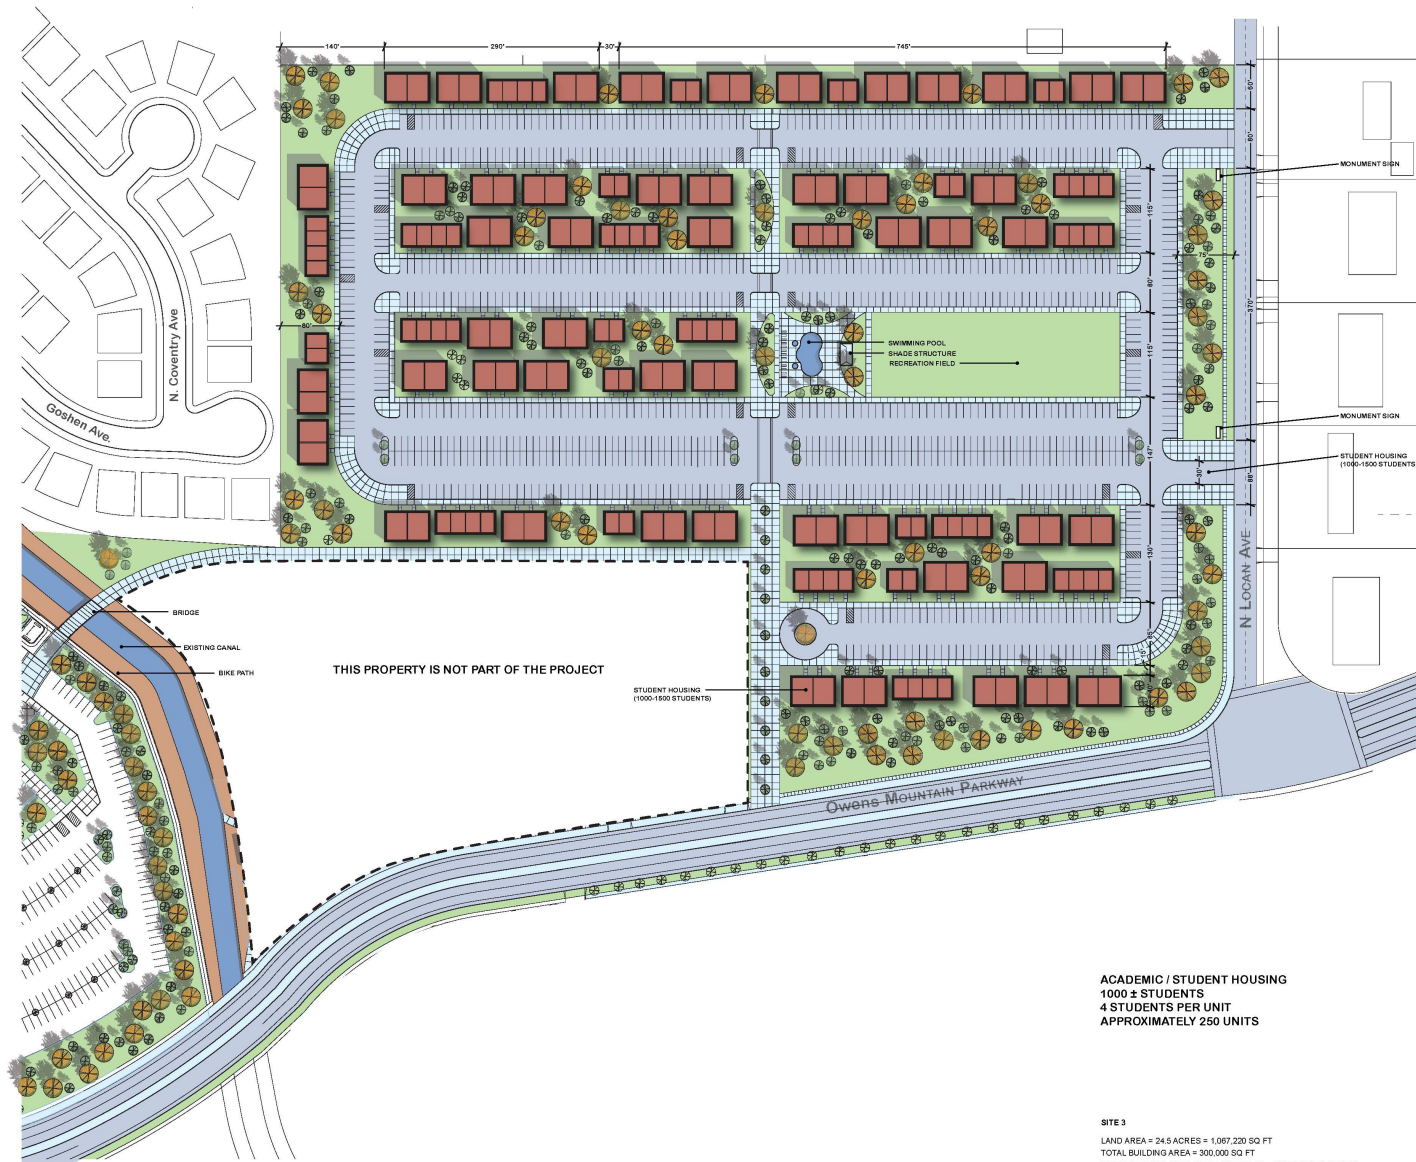 140'
290'
30'
745'
60'
80'
MONUMENT SIGN
115'
75'
80'
370'
N. Coventry Ave
80'
SWIMMING POOL
SHADE STRUCTURE
RECREATION FIELD
115'
Goshen Ave.
MONUMENT SIGN
147'
STUDENT HOUSING
(1000-1500 STUDENTS
30'
88'
130'
N LOCAN AVE
BRIDGE
EXISTING CANAL
BIKE PATH
THIS PROPERTY IS NOT PART OF THE PROJECT
85'
15'
STUDENT HOUSING
(1000-1500 STUDENTS)
OWENS MOUNTAIN PARKWAY
ACADEMIC / STUDENT HOUSING
1000 ± STUDENTS
4 STUDENTS PER UNIT
APPROXIMATELY 250 UNITS
SITE 3
LAND AREA = 24.5 ACRES = 1,067,220 SQ FT
TOTAL BUILDING AREA = 300,000 SQ FT